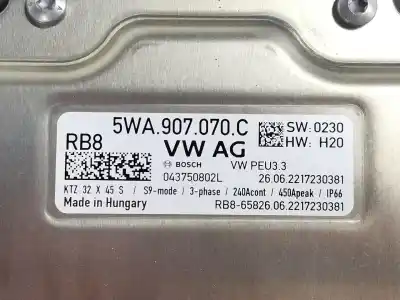 5WA.907.070.C
SW: 0230
HW: H20
RB8
VW AG
BOSCH
VW PEU3.3
043750802L
26.06.2217230381
KTZ 32 X 45 S / S9-mode / 3-phase / 240Acont / 450Apeak / IP66
Made in Hungary
RB8-65826.06.2217230381